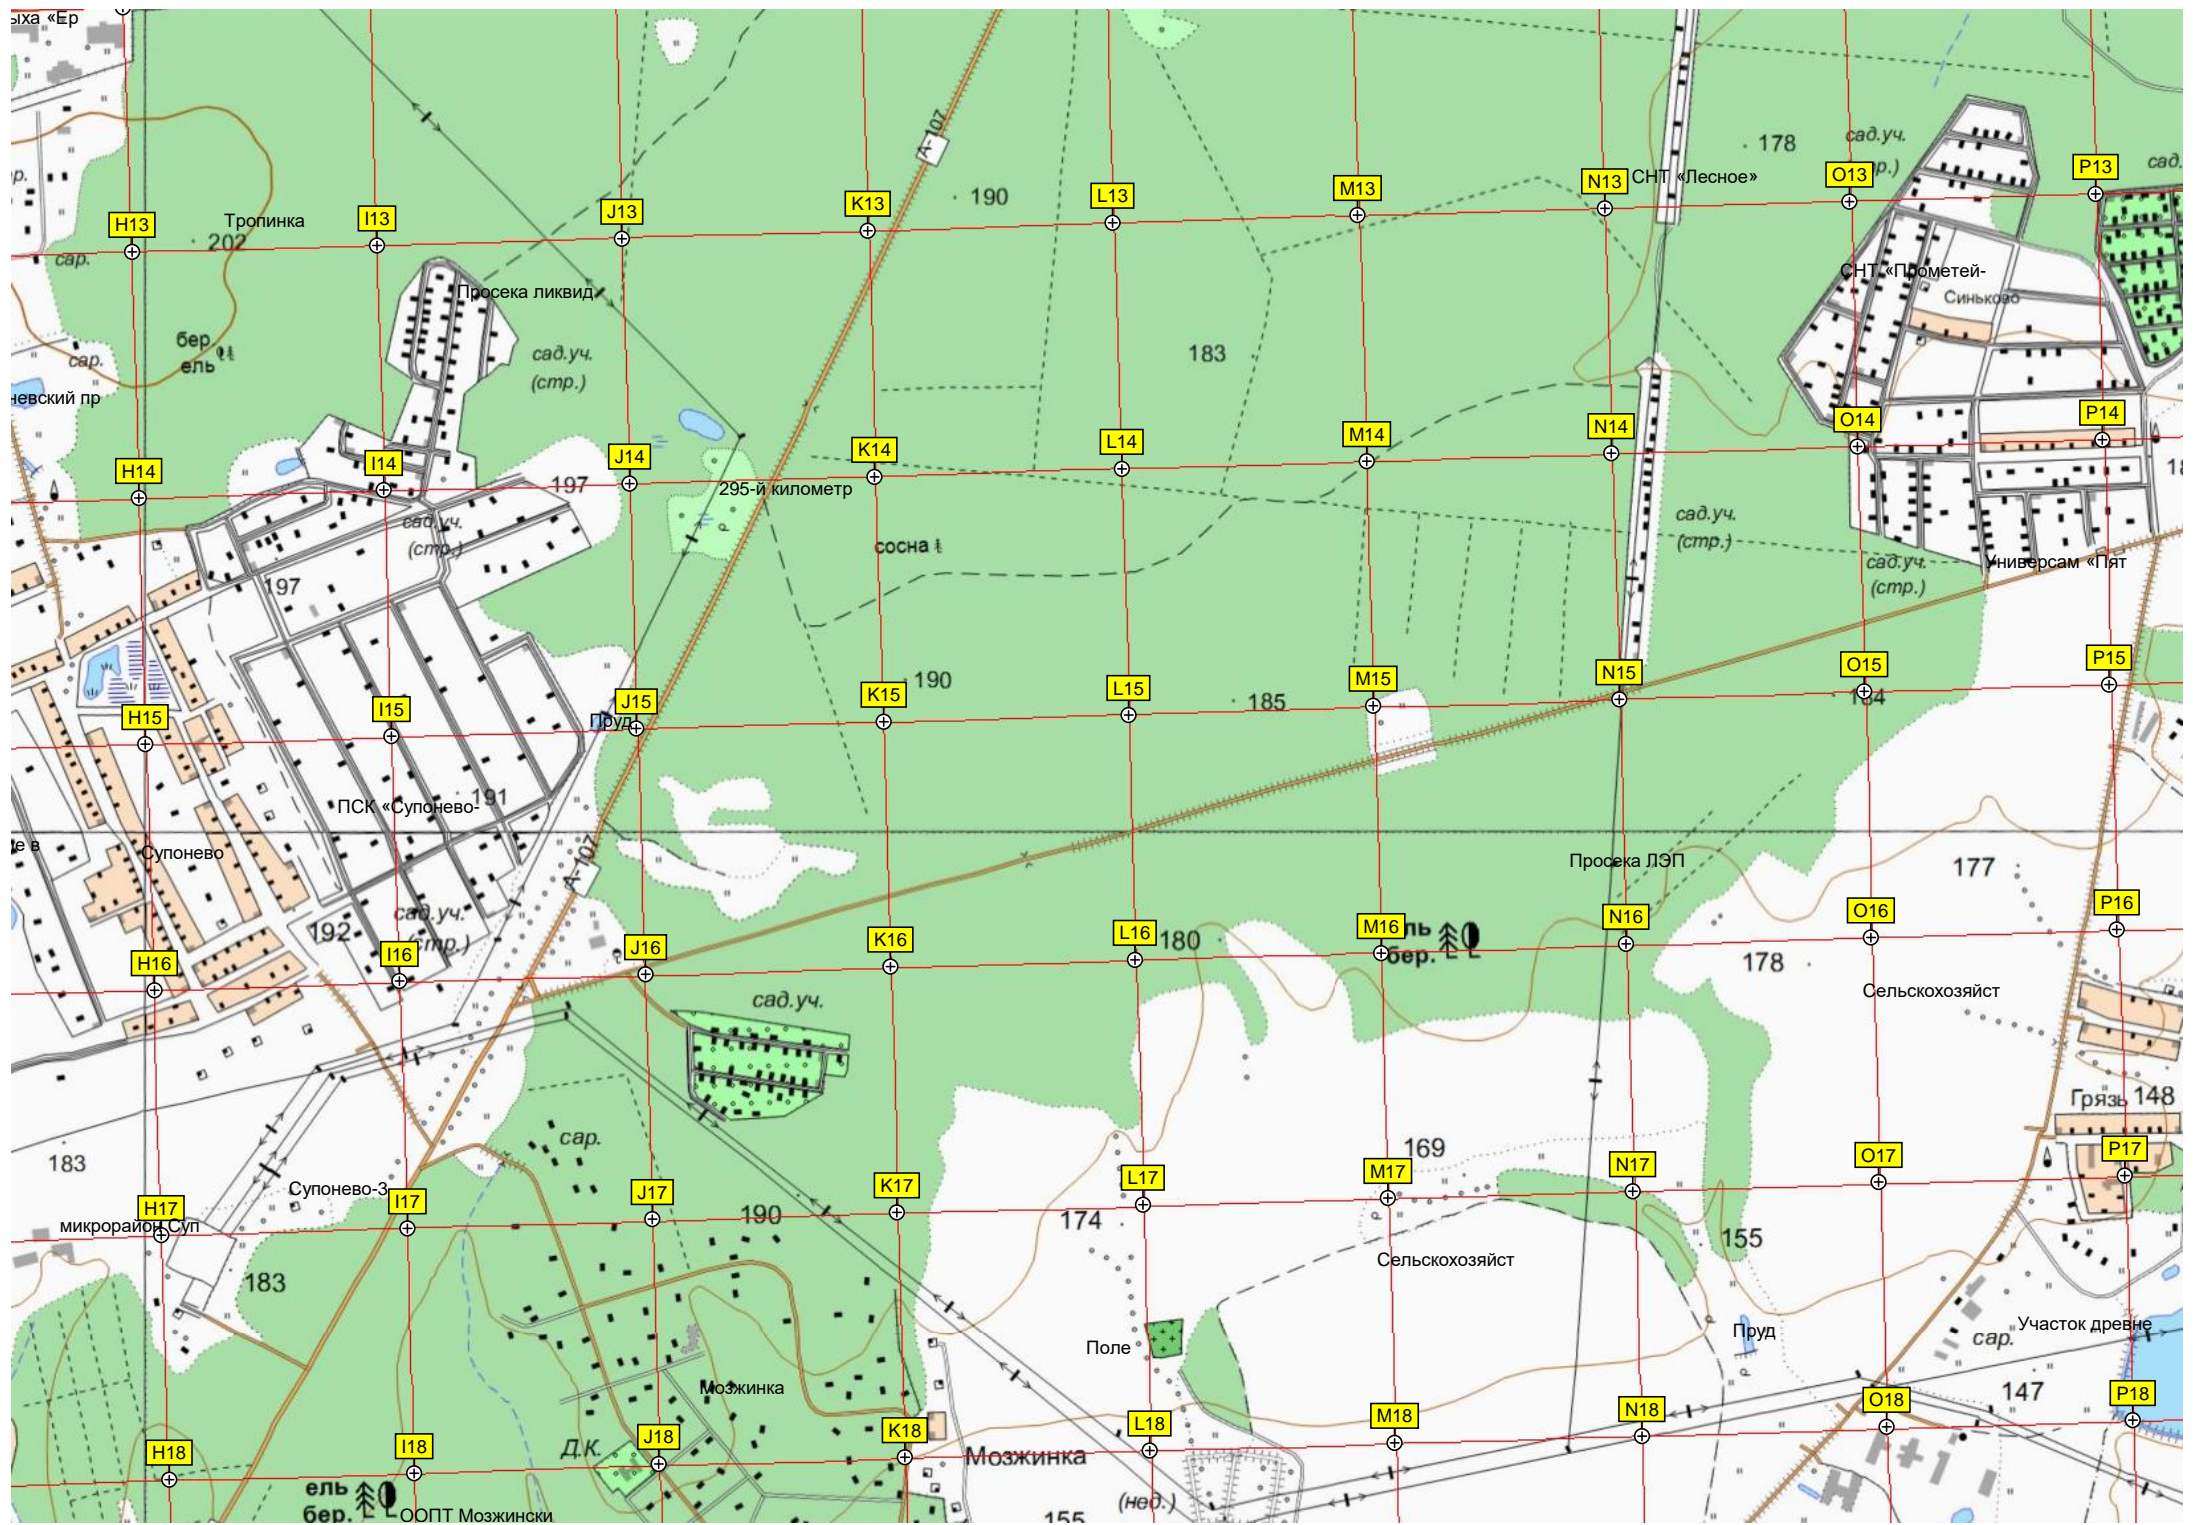 ыха «Ер
А-107
178
сад.уч.
р.
H13
202
Тропинка
I13
J13
K13
190
L13
M13
N13
СНТ «Лесное»
O13
р.)
P13
сад.
сар.
Просека ликвид
СНТ «Прометей-
Синьково
бер.
ель
сар.
невский пр
сад.уч.
(стр.)
183
H14
I14
197
J14
295-й километр
K14
L14
M14
N14
O14
P14
18
сад.уч.
(стр.)
197
сосна
сад.уч.
(стр.)
сад.уч.
(стр.)
Универсам «Пят
H15
I15
Пруд
J15
K15
190
L15
185
M15
N15
O15
184
P15
е в
Супонево
ПСК «Супонево-
191
А-107
Просека ЛЭП
177
192
сад.уч.
(стр.)
H16
I16
J16
K16
L16
180
M16
ль
бер.
N16
O16
P16
178
Сельскохозяйст
сад.уч.
Грязь 148
183
сар.
169
микрорайон Суп
H17
Супонево-3
I17
J17
190
K17
174
L17
M17
N17
O17
P17
183
Сельскохозяйст
155
Поле
Пруд
сар.
Участок древне
Мозжинка
147
H18
I18
Д.К.
J18
K18
Мозжинка
L18
M18
N18
O18
P18
ель
бер.
ООПТ Мозжински
155
(нед.)